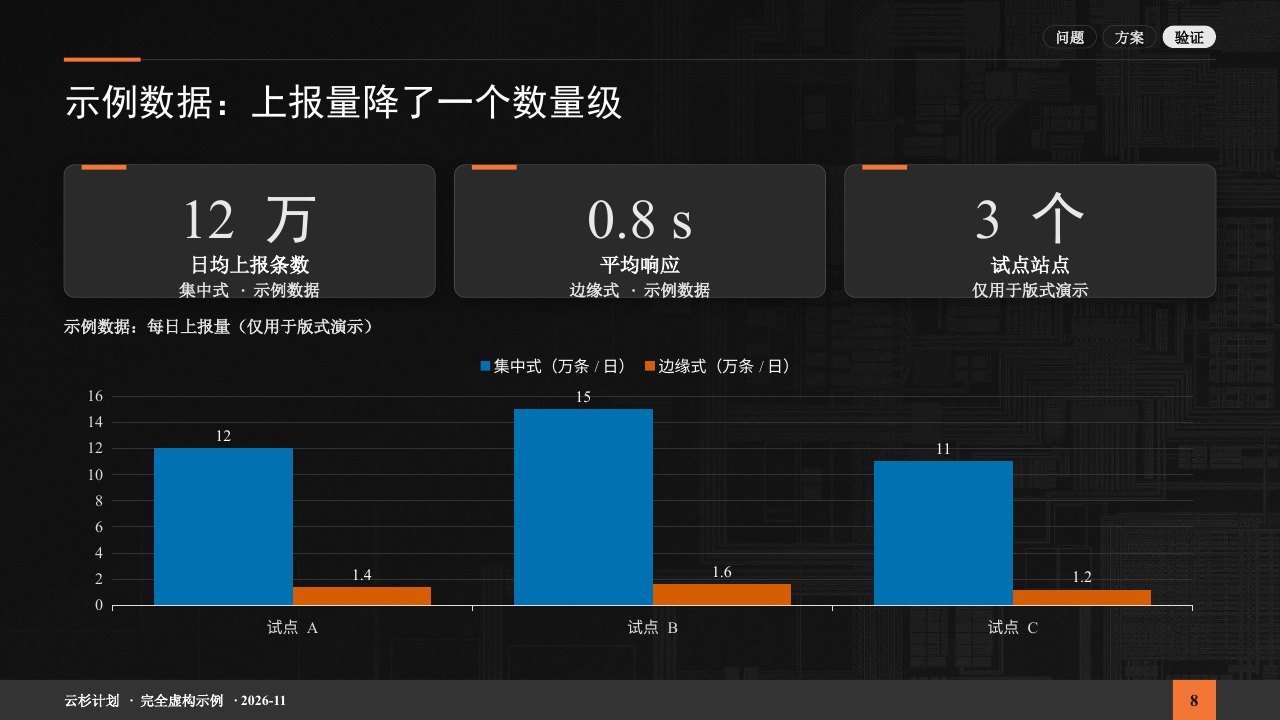 问题 方案 验证
示例数据：上报量降了一个数量级
12 万 0.8 s 3 个
日均上报条数 平均响应 试点站点
集中式 · 示例数据 边缘式 · 示例数据 仅用于版式演示
示例数据：每日上报量（仅用于版式演示）
集中式（万条 / 日） 边缘式（万条 / 日）
16
14
12
10
8
6
4
2
0
12 1.4 15 1.6 11 1.2
试点 A 试点 B 试点 C
云杉计划 · 完全虚构示例 · 2026-11 8